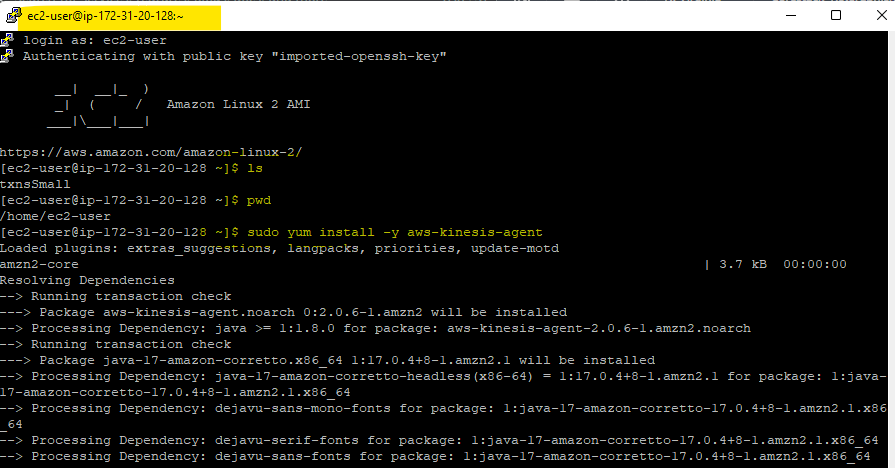 ec2-user@ip-172-31-20-128:~
login as: ec2-user
Authenticating with public key "imported-openssh-key"
       __|  __|_  )
       _|  (     /   Amazon Linux 2 AMI
      ___|\___|___|
https://aws.amazon.com/amazon-linux-2/
[ec2-user@ip-172-31-20-128 ~]$ ls
txnsSmall
[ec2-user@ip-172-31-20-128 ~]$ pwd
/home/ec2-user
[ec2-user@ip-172-31-20-128 ~]$ sudo yum install -y aws-kinesis-agent
Loaded plugins: extras_suggestions, langpacks, priorities, update-motd
amzn2-core                                                                              | 3.7 kB  00:00:00
Resolving Dependencies
--> Running transaction check
---> Package aws-kinesis-agent.noarch 0:2.0.6-1.amzn2 will be installed
--> Processing Dependency: java >= 1:1.8.0 for package: aws-kinesis-agent-2.0.6-1.amzn2.noarch
--> Running transaction check
---> Package java-17-amazon-corretto.x86_64 1:17.0.4+8-1.amzn2.1 will be installed
--> Processing Dependency: java-17-amazon-corretto-headless(x86-64) = 1:17.0.4+8-1.amzn2.1 for package: 1:java-
17-amazon-corretto-17.0.4+8-1.amzn2.1.x86_64
--> Processing Dependency: dejavu-sans-mono-fonts for package: 1:java-17-amazon-corretto-17.0.4+8-1.amzn2.1.x86
_64
--> Processing Dependency: dejavu-serif-fonts for package: 1:java-17-amazon-corretto-17.0.4+8-1.amzn2.1.x86_64
--> Processing Dependency: dejavu-sans-fonts for package: 1:java-17-amazon-corretto-17.0.4+8-1.amzn2.1.x86_64